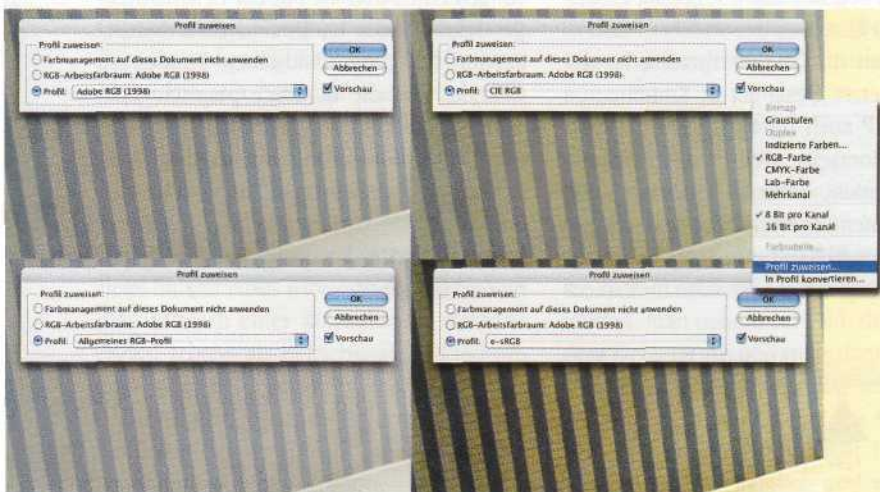 Profil zuweisen
Profil zuweisen:
Farbmanagement auf dieses Dokument nicht anwenden
RGB-Arbeitsfarbraum: Adobe RGB (1998)
Profil: Adobe RGB (1998)
OK
Abbrechen
Vorschau
Profil zuweisen
Profil zuweisen:
Farbmanagement auf dieses Dokument nicht anwenden
RGB-Arbeitsfarbraum: Adobe RGB (1998)
Profil: CIE RGB
OK
Abbrechen
Vorschau
Bitmap
Graustufen
Duplex
Indizierte Farben...
RGB-Farbe
CMYK-Farbe
Lab-Farbe
Mehrkanal
8 Bit pro Kanal
16 Bit pro Kanal
Farbtabelle...
Profil zuweisen...
In Profil konvertieren...
Profil zuweisen
Profil zuweisen:
Farbmanagement auf dieses Dokument nicht anwenden
RGB-Arbeitsfarbraum: Adobe RGB (1998)
Profil: Allgemeines RGB-Profil
OK
Abbrechen
Vorschau
Profil zuweisen
Profil zuweisen:
Farbmanagement auf dieses Dokument nicht anwenden
RGB-Arbeitsfarbraum: Adobe RGB (1998)
Profil: e-sRGB
OK
Abbrechen
Vorschau